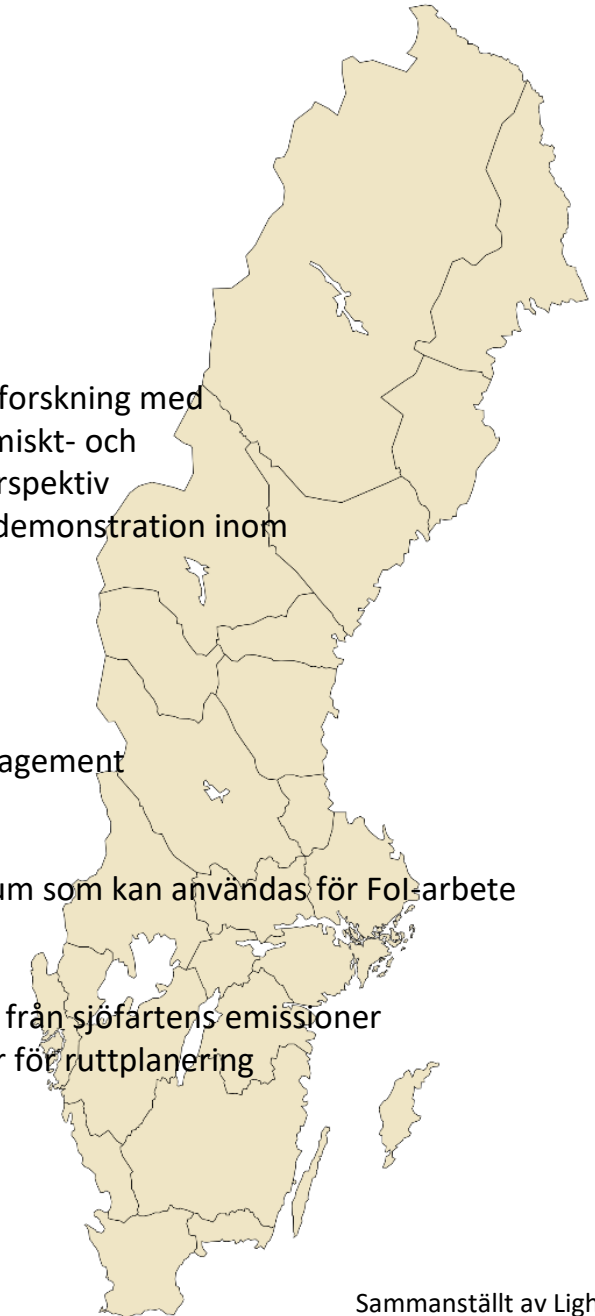 forskning med
miskt- och
rspektiv
demonstration inom
agement
um som kan användas för FoI-arbete
från sjöfartens emissioner
r för ruttplanering
Sammanställt av Ligh